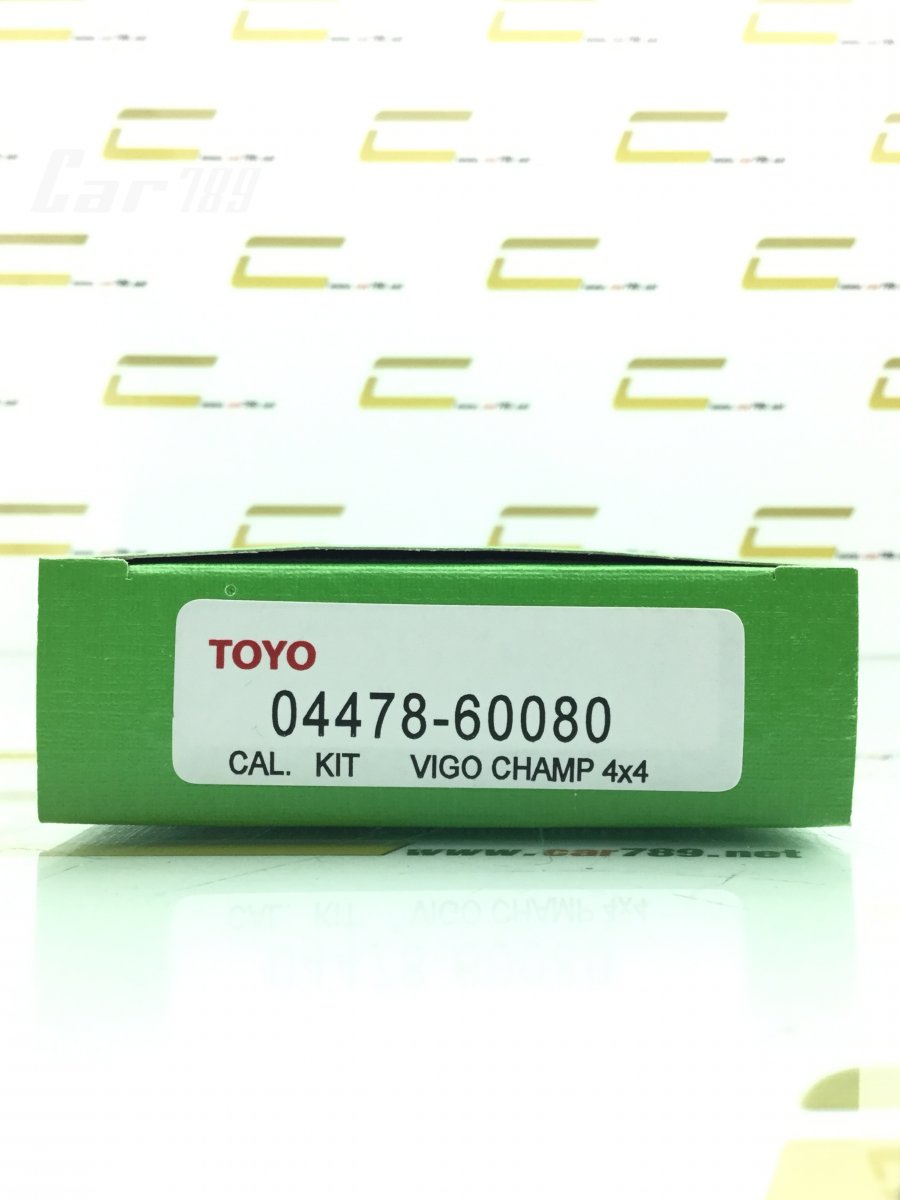 Car789
TOYO
04478-60080
CAL. KIT VIGO CHAMP 4x4
www.car789.net